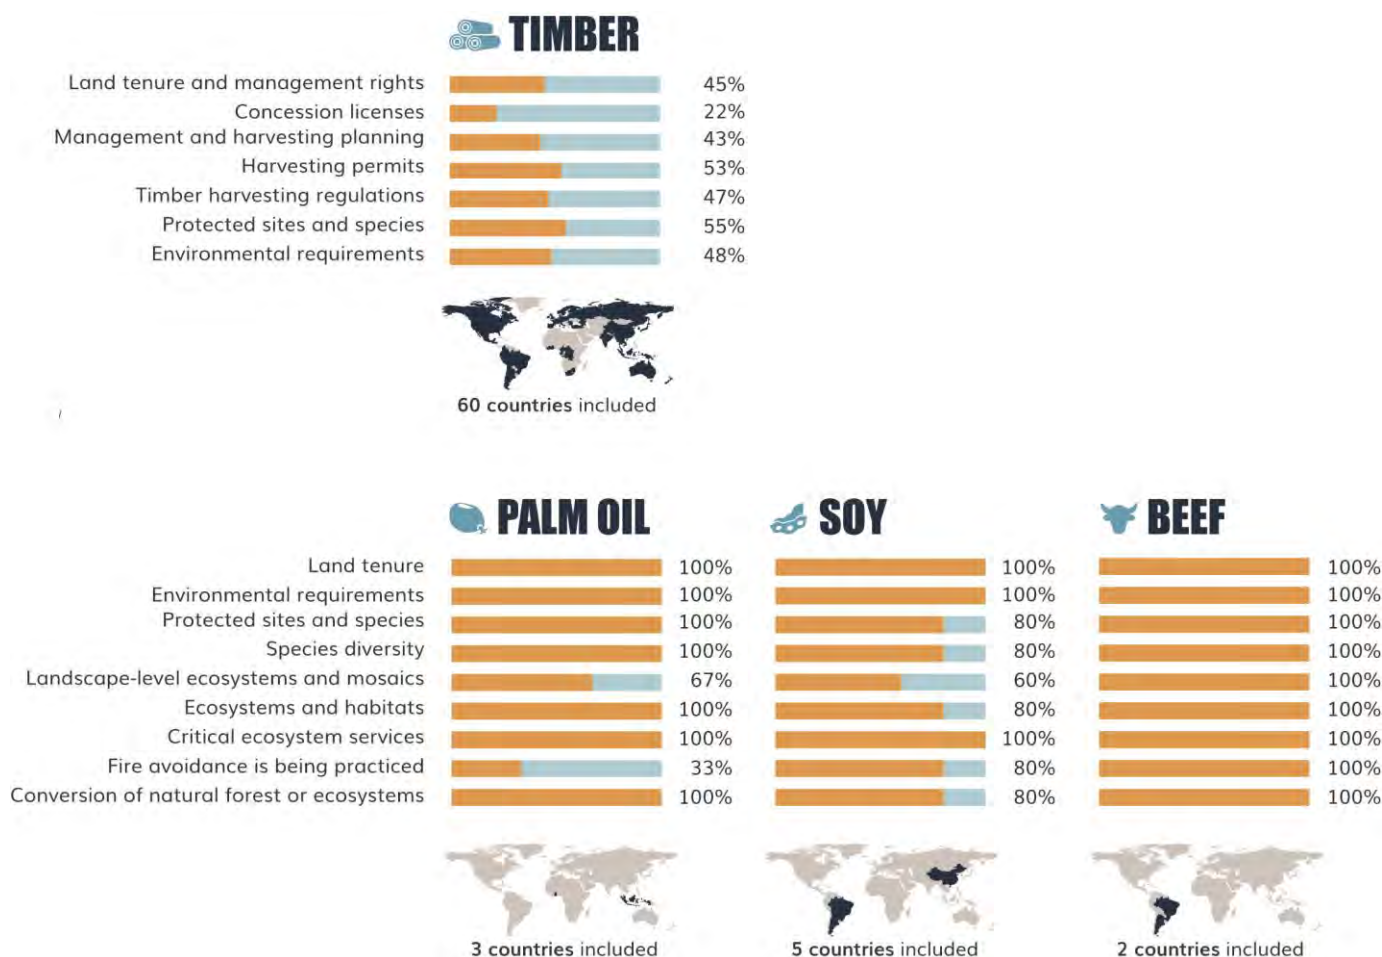 TIMBER
Land tenure and management rights 45%
Concession licenses 22%
Management and harvesting planning 43%
Harvesting permits 53%
Timber harvesting regulations 47%
Protected sites and species 55%
Environmental requirements 48%
60 countries included
PALM OIL SOY BEEF
Land tenure 100% 100% 100%
Environmental requirements 100% 100% 100%
Protected sites and species 100% 80% 100%
Species diversity 100% 80% 100%
Landscape-level ecosystems and mosaics 67% 60% 100%
Ecosystems and habitats 100% 80% 100%
Critical ecosystem services 100% 100% 100%
Fire avoidance is being practiced 33% 80% 100%
Conversion of natural forest or ecosystems 100% 80% 100%
3 countries included 5 countries included 2 countries included